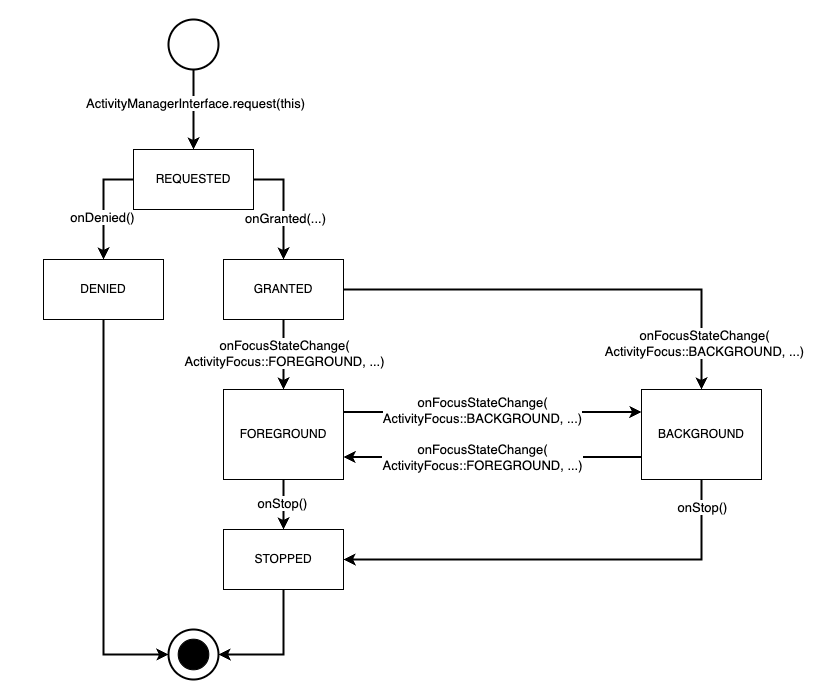 ActivityManagerInterface.request(this)
REQUESTED
onDenied()
onGranted(...)
DENIED
GRANTED
onFocusStateChange(
ActivityFocus::FOREGROUND, ...)
onFocusStateChange(
ActivityFocus::BACKGROUND, ...)
FOREGROUND
onFocusStateChange(
ActivityFocus::BACKGROUND, ...)
onFocusStateChange(
ActivityFocus::FOREGROUND, ...)
BACKGROUND
onStop()
onStop()
STOPPED